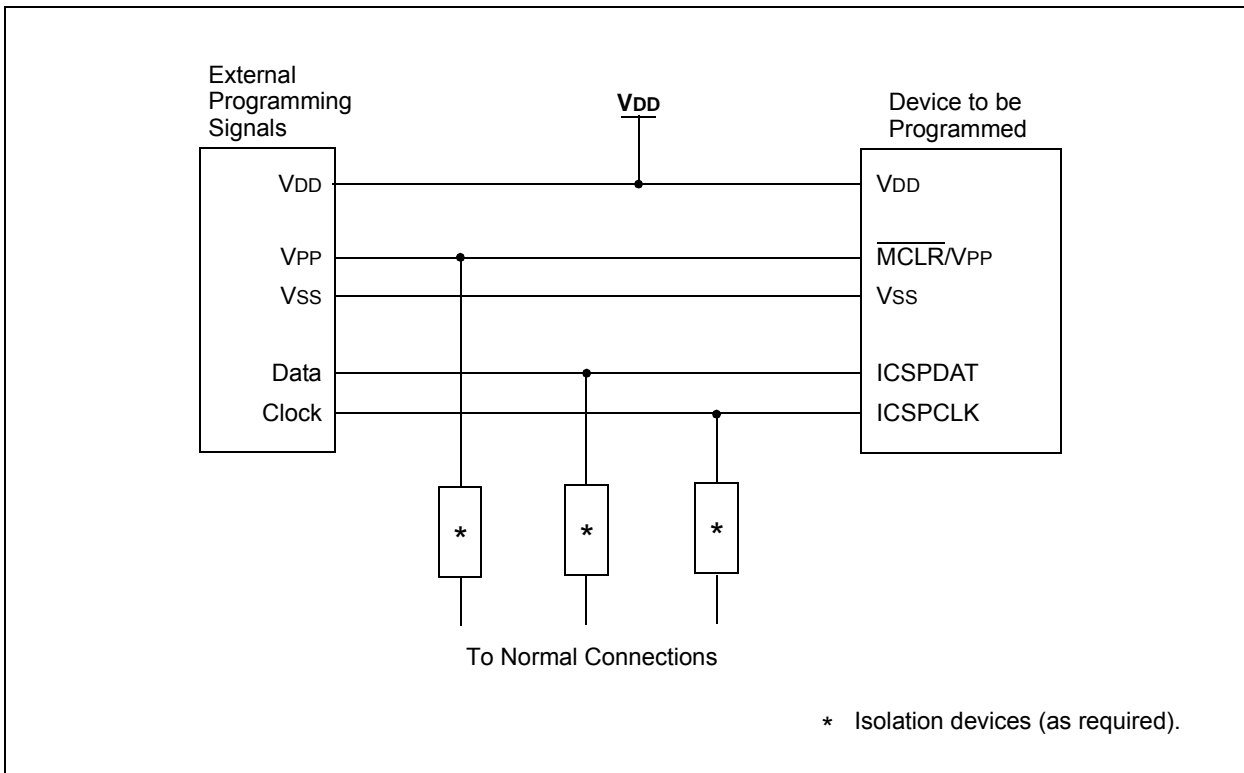 External
Programming
Signals
VDD
Device to be
Programmed
VDD
VDD
VPP
MCLR/VPP
VSS
VSS
Data
ICSPDAT
Clock
ICSPCLK
*
*
*
To Normal Connections
* Isolation devices (as required).